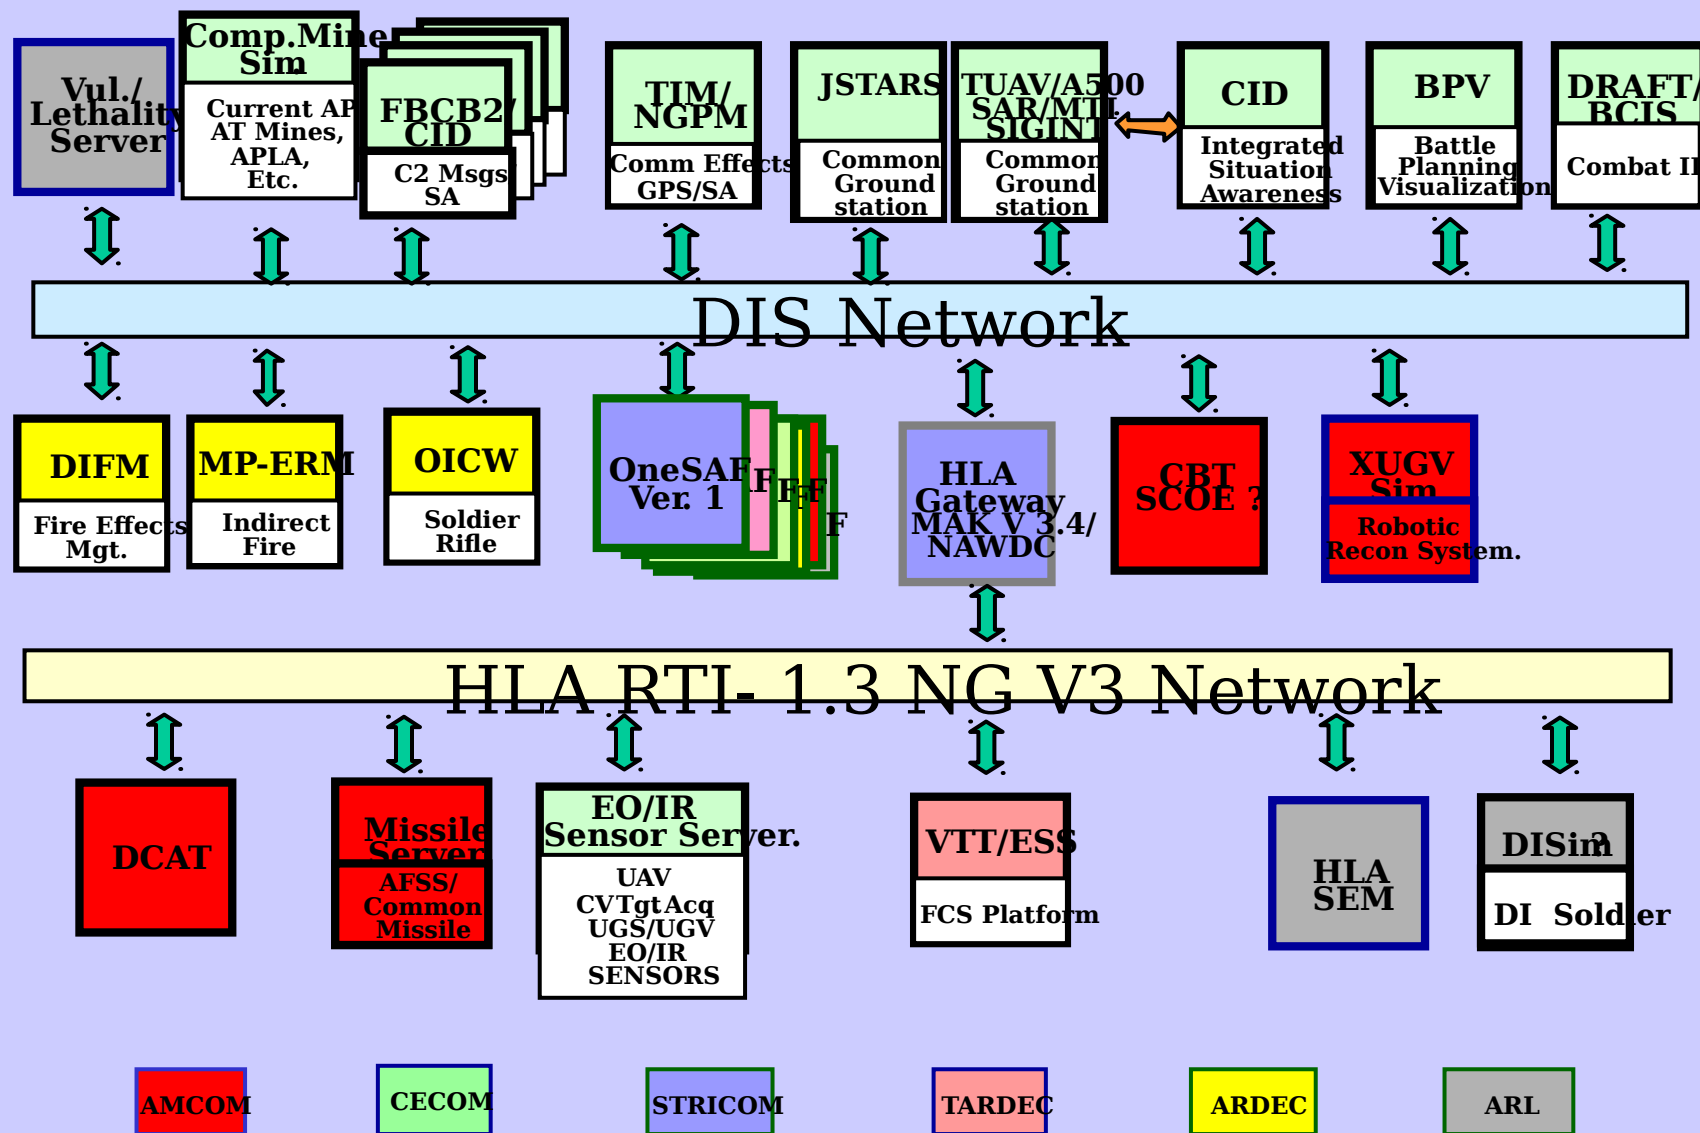 Vul./
Lethality
Server
Comp.Mine
Sim.
Current AP
AT Mines,
APLA,
Etc.
FBCB2/
CID
C2 Msgs
SA
TIM/
NGPM
Comm Effects
GPS/SA
JSTARS
Common
Ground
station
TUAV/A500
SAR/MTI
SIGINT
Common
Ground
station
CID
Integrated
Situation
Awareness
BPV
Battle
Planning
Visualization
DRAFT/
BCIS
Combat II
DIS Network
DIFM
Fire Effects
Mgt.
MP-ERM
Indirect
Fire
OICW
Soldier
Rifle
OneSAF
Ver. 1
F
F
F
F
F
HLA
Gateway
MAK V 3.4/
NAWDC
CBT
SCOE ?
XUGV
Sim
Robotic
Recon System.
HLA RTI- 1.3 NG V3 Network
DCAT
Missile
Server
AFSS/
Common
Missile
EO/IR
Sensor Server.
UAV
CVTgt Acq
UGS/UGV
EO/IR
SENSORS
VTT/ESS
FCS Platform
HLA
SEM
DISim?
DI Soldier
AMCOM
CECOM
STRICOM
TARDEC
ARDEC
ARL